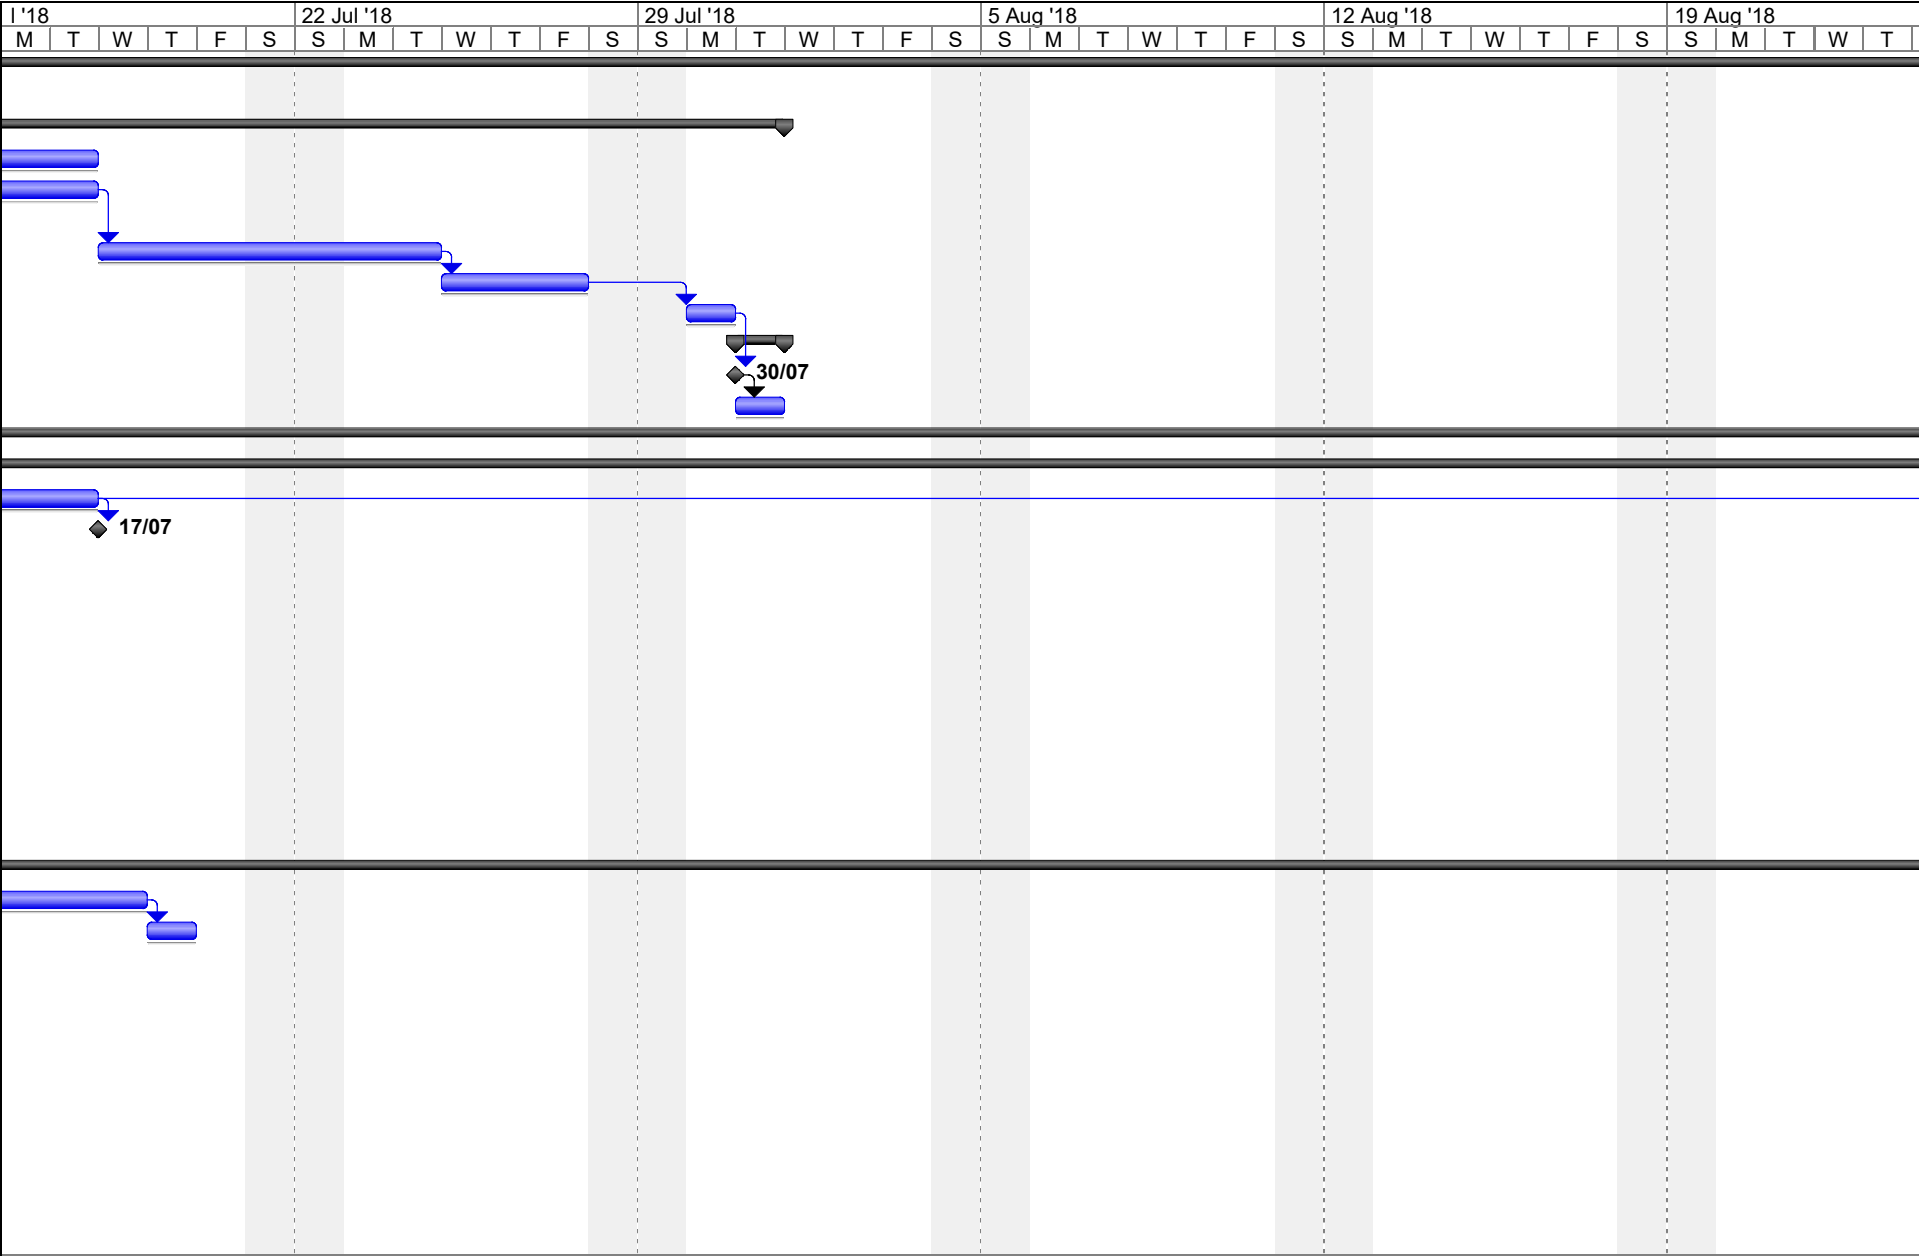 l '18 22 Jul '18 29 Jul '18 5 Aug '18 12 Aug '18 19 Aug '18
M T W T F S S M T W T F S S M T W T F S S M T W T F S S M T W T F S S M T W T
30/07
17/07